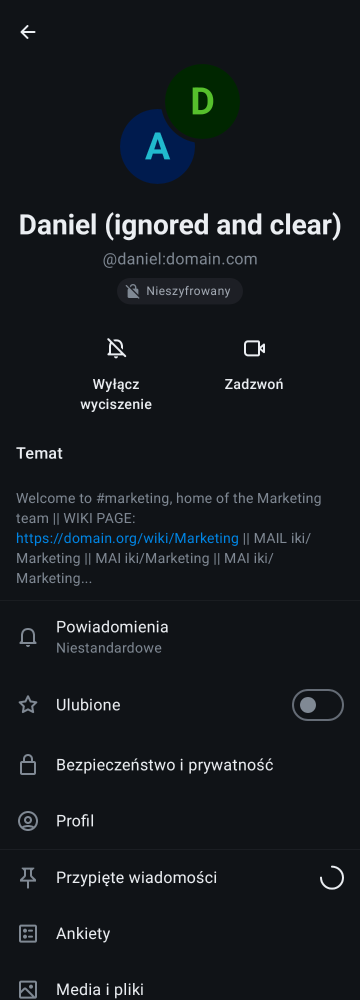 D
A
Daniel (ignored and clear)
@daniel:domain.com
Nieszyfrowany
Wyłącz
wyciszenie
Zadzwoń
Temat
Welcome to #marketing, home of the Marketing
team || WIKI PAGE:
https://domain.org/wiki/Marketing || MAIL iki/
Marketing || MAI iki/Marketing || MAI iki/
Marketing...
Powiadomienia
Niestandardowe
Ulubione
Bezpieczeństwo i prywatność
Profil
Przypięte wiadomości
Ankiety
Media i pliki